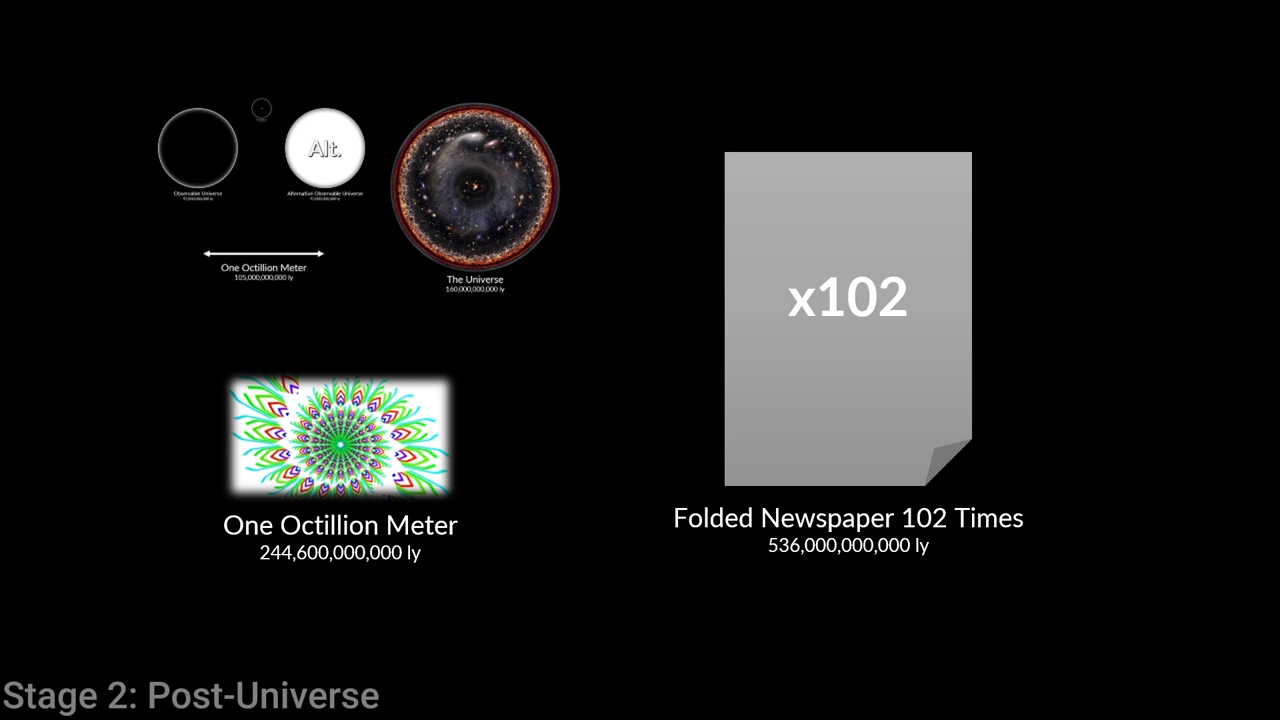 Alt.
Observable Universe
Alternative Observable Universe
One Octillion Meter
105,000,000,000 ly
The Universe
160,000,000,000 ly
x102
One Octillion Meter
244,600,000,000 ly
Folded Newspaper 102 Times
536,000,000,000 ly
Stage 2: Post-Universe